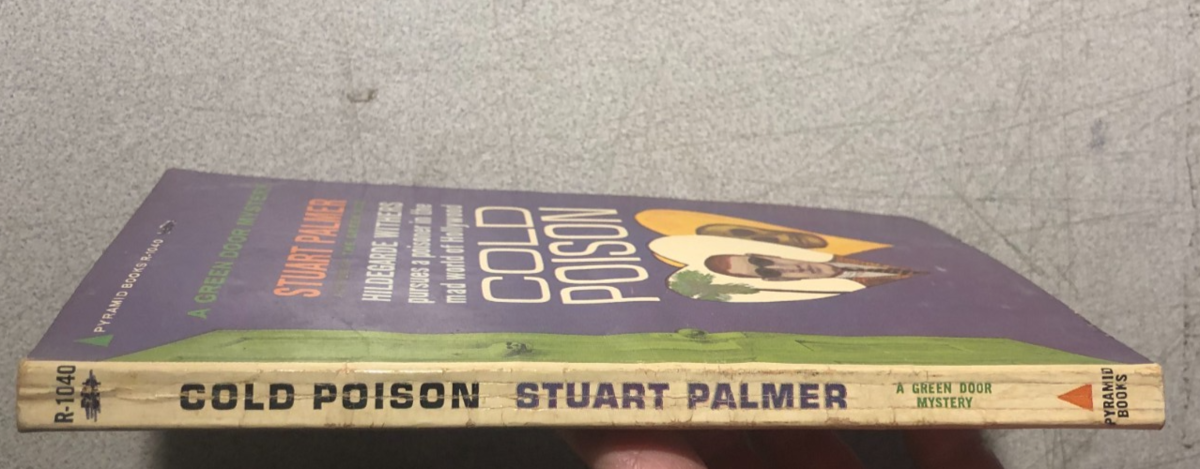 PYRAMID BOOKS R-1040
A GREEN DOOR MYSTERY
STUART PALMER
HILDEGARDE WITHERS
pursues a poisoner in the
mad world of Hollywood
COLD
POISON
R-1040
COLD POISON STUART PALMER
A GREEN DOOR
MYSTERY
PYRAMID
BOOKS